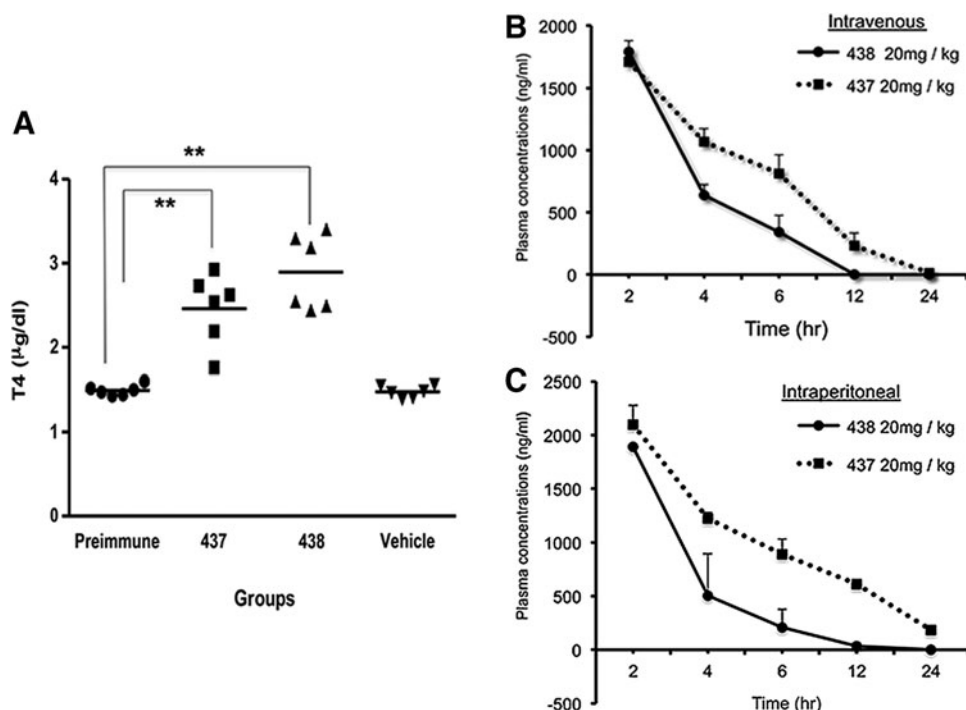 A
**
**
4
3
2
1
0
T4 (µg/dl)
Preimmune 437 438 Vehicle
Groups
B
Intravenous
438 20mg / kg
437 20mg / kg
2000
1500
1000
500
0
-500
Plasma concentrations (ng/ml)
2 4 6 12 24
Time (hr)
C
Intraperitoneal
438 20mg / kg
437 20mg / kg
2500
2000
1500
1000
500
0
-500
Plasma concentrations (ng/ml)
2 4 6 12 24
Time (hr)